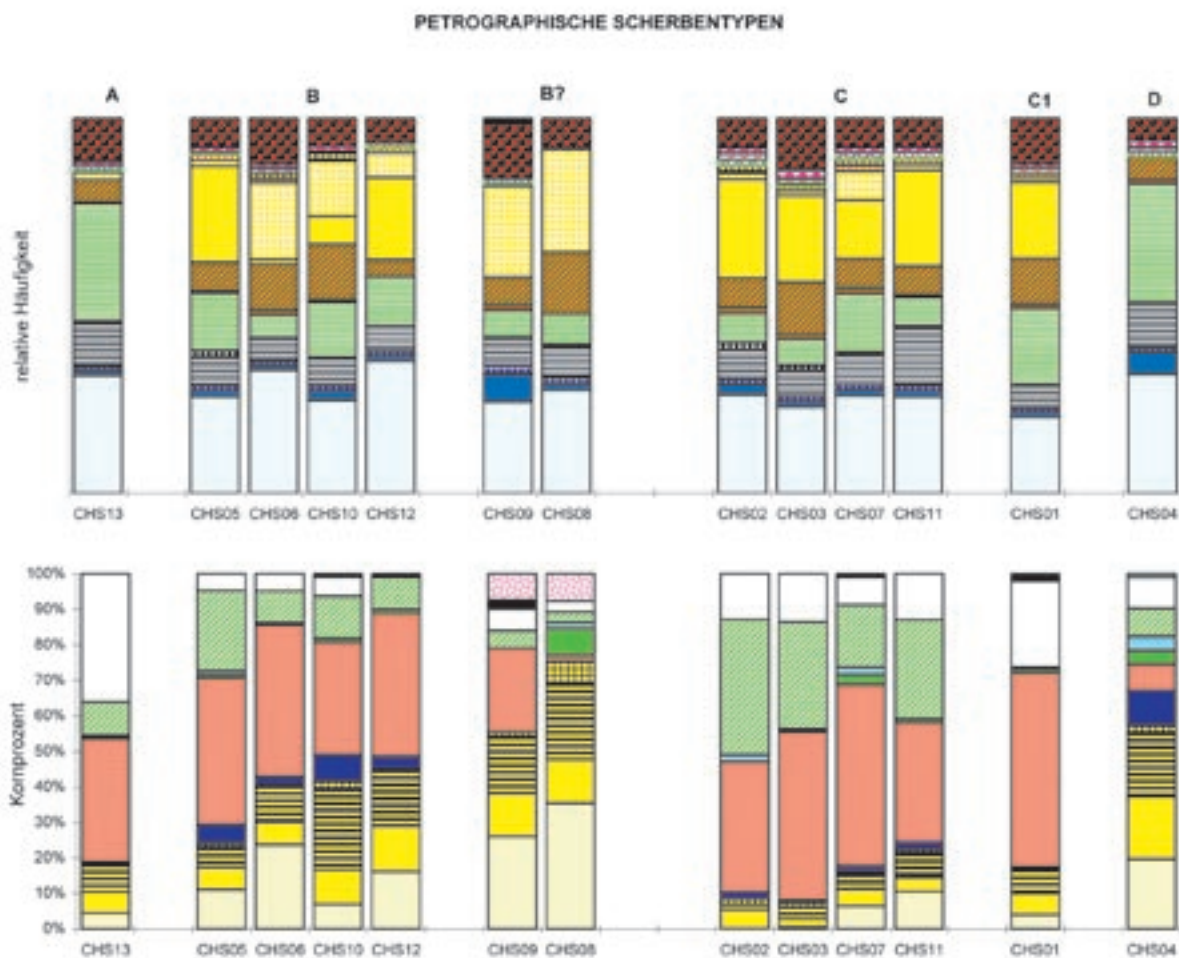 PETROGRAPHISCHE SCHERBENTYPEN
A B B? C C1 D
relative Häufigkeit
CHS13 CHS05 CHS06 CHS10 CHS12 CHS09 CHS08 CHS02 CHS03 CHS07 CHS11 CHS01 CHS04
Kornprozent
100%
90%
80%
70%
60%
50%
40%
30%
20%
10%
0%
CHS13 CHS05 CHS06 CHS10 CHS12 CHS09 CHS08 CHS02 CHS03 CHS07 CHS11 CHS01 CHS04